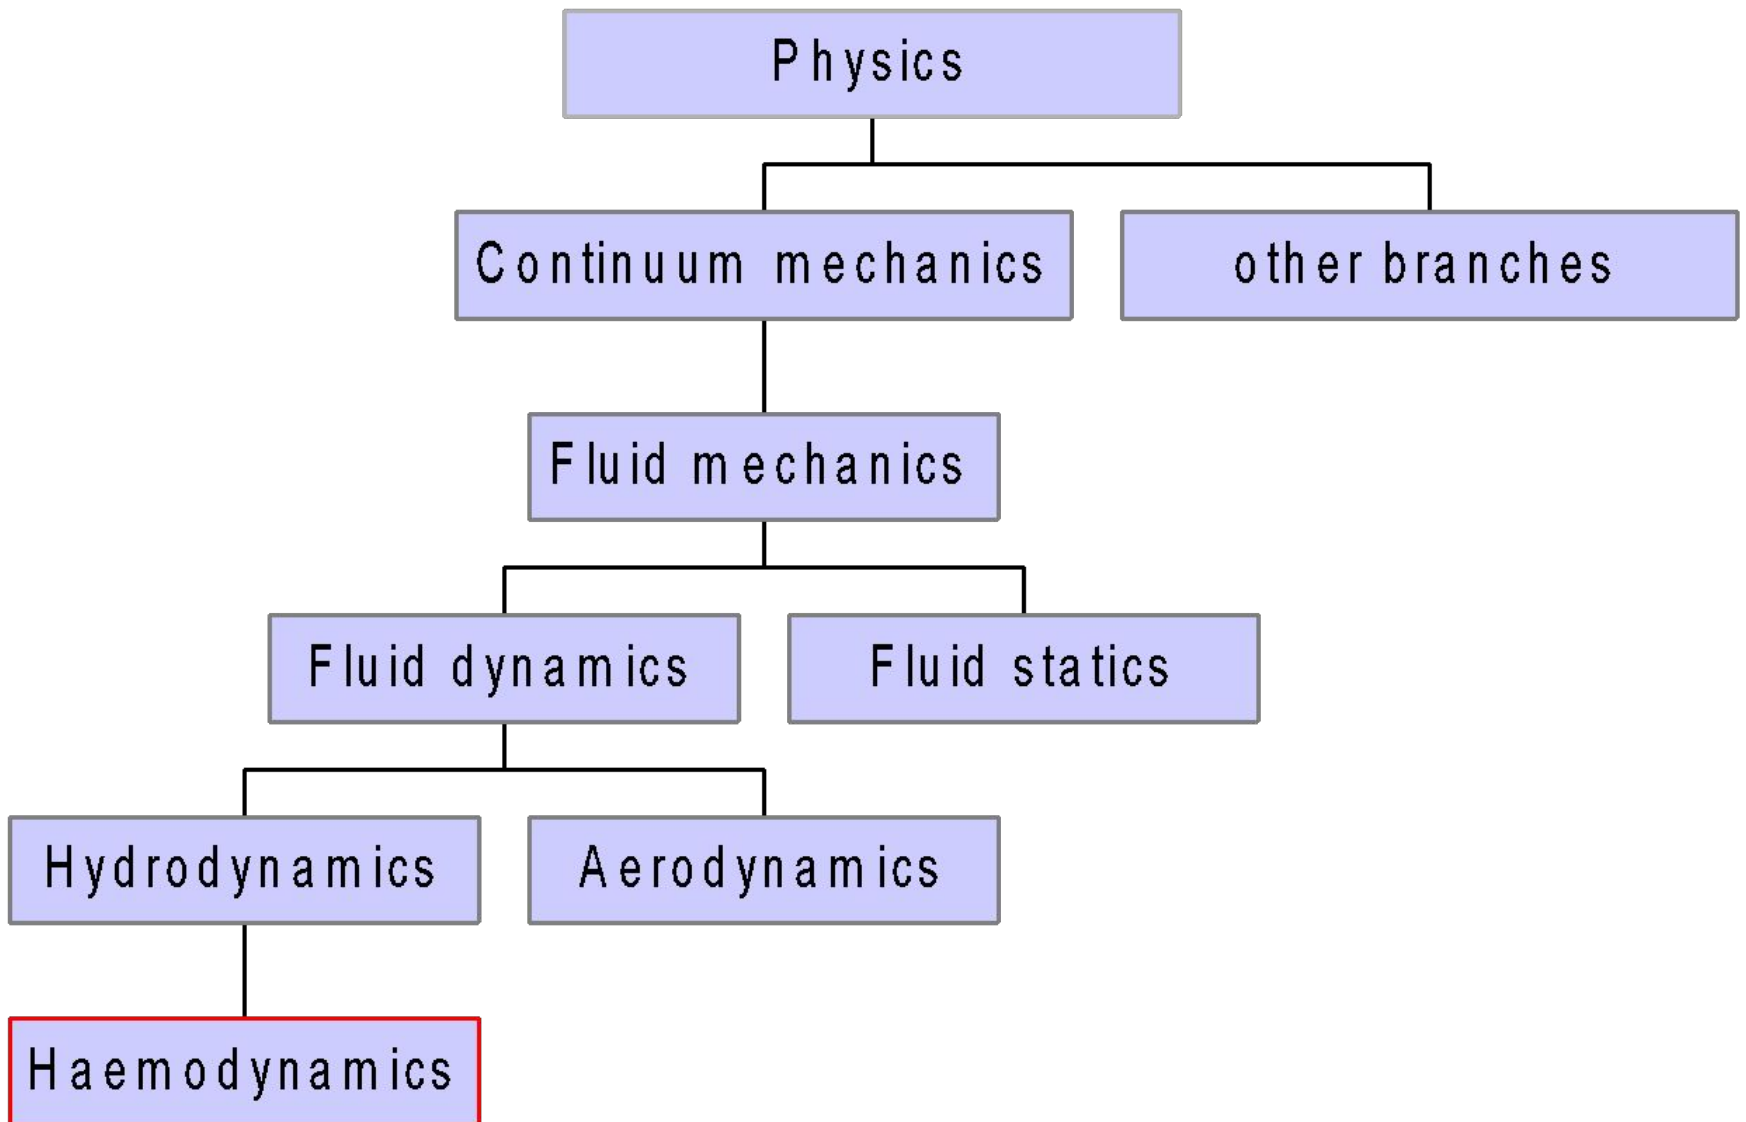 Physics
Continuum mechanics
other branches
Fluid mechanics
Fluid dynamics
Fluid statics
Hydrodynamics
Aerodynamics
Haemodynamics